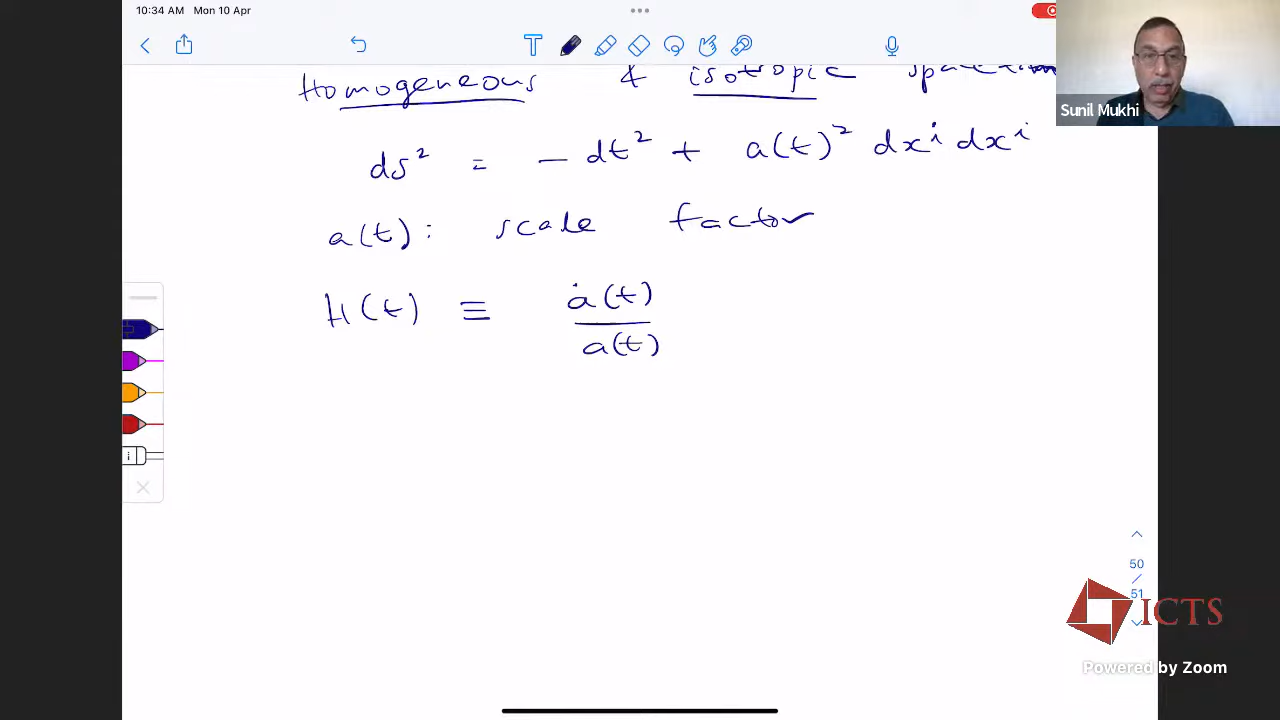 10:34 AM Mon 10 Apr
Sunil Mukhi
Homogeneous & isotropic
ds² = - dt² + a(t)² dxⁱ dxⁱ
a(t): scale factor
H(t) ≡ ȧ(t)/a(t)
50
/
51
ICTS
Powered by Zoom